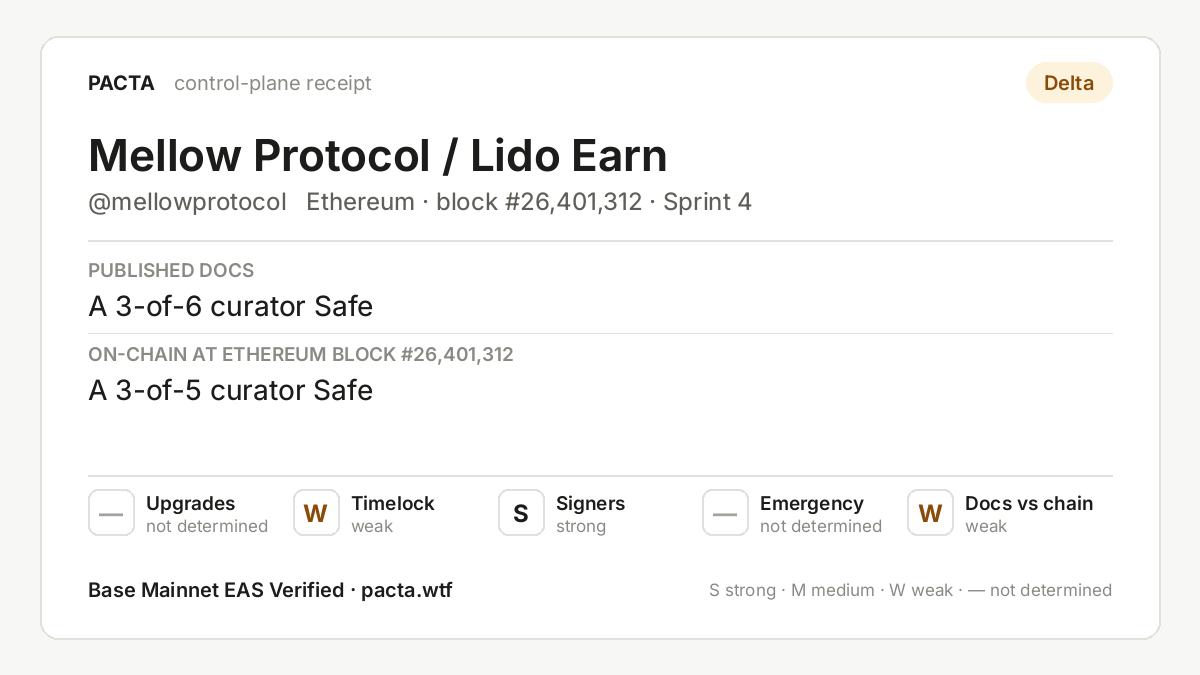 PACTA control-plane receipt
Delta
Mellow Protocol / Lido Earn
@mellowprotocol Ethereum · block #26,401,312 · Sprint 4
PUBLISHED DOCS
A 3-of-6 curator Safe
ON-CHAIN AT ETHEREUM BLOCK #26,401,312
A 3-of-5 curator Safe
— Upgrades
not determined
W Timelock
weak
S Signers
strong
— Emergency
not determined
W Docs vs chain
weak
Base Mainnet EAS Verified · pacta.wtf
S strong · M medium · W weak · — not determined